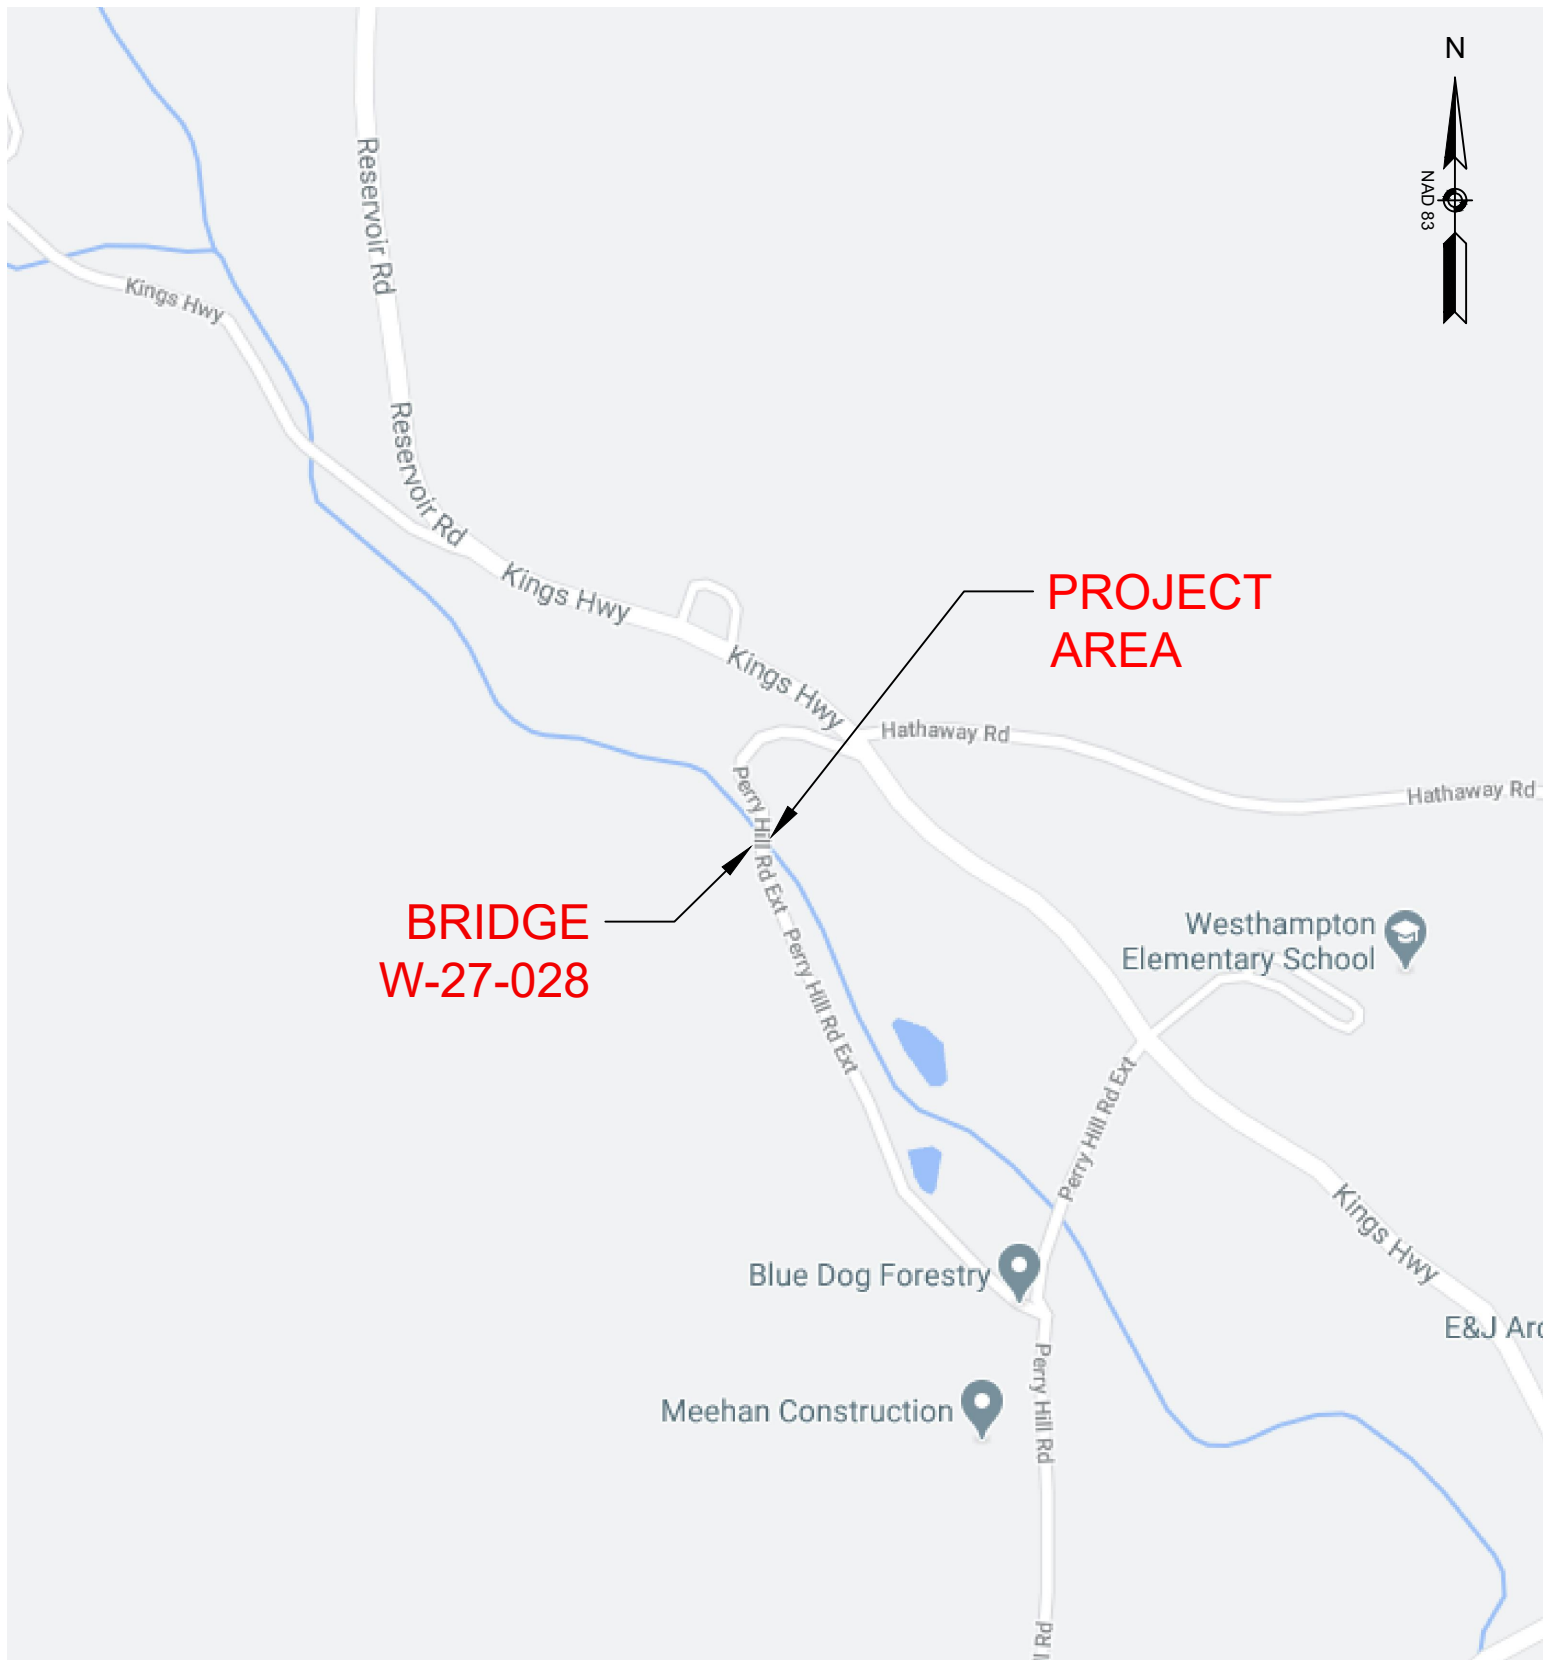 N
NAD 83
Reservoir Rd
Kings Hwy
Reservoir Rd
Kings Hwy
PROJECT
AREA
Kings Hwy
Hathaway Rd
Perry Hill Rd Ext
Hathaway Rd
BRIDGE
W-27-028
Westhampton
Elementary School
Perry Hill Rd Ext
Perry Hill Rd Ext
Kings Hwy
Blue Dog Forestry
E&J Arc
Perry Hill Rd
Meehan Construction
Rd